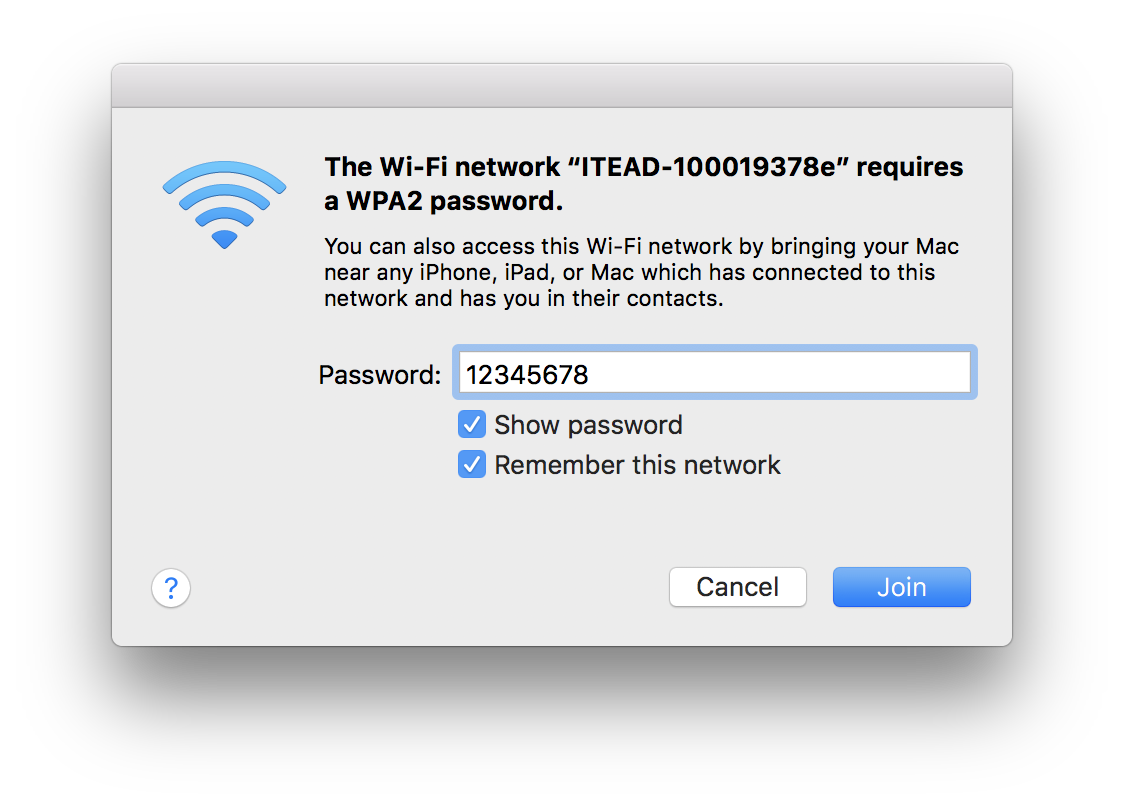 The Wi-Fi network “ITEAD-100019378e” requires
a WPA2 password.
You can also access this Wi-Fi network by bringing your Mac
near any iPhone, iPad, or Mac which has connected to this
network and has you in their contacts.
Password: 12345678
Show password
Remember this network
? Cancel Join